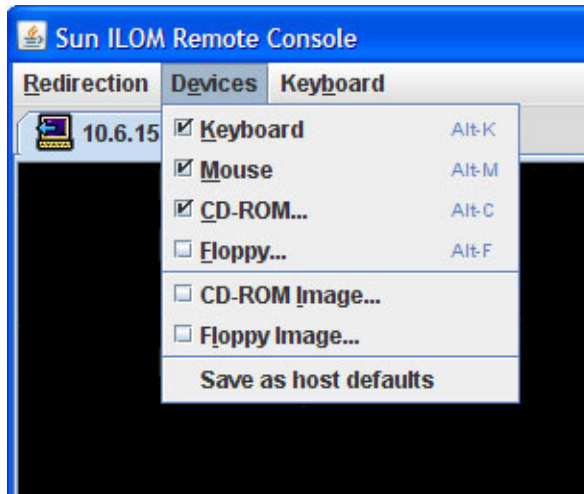 Sun ILOM Remote Console
Redirection Devices Keyboard
10.6.15
Keyboard Alt-K
Mouse Alt-M
CD-ROM... Alt-C
Floppy... Alt-F
CD-ROM Image...
Floppy Image...
Save as host defaults